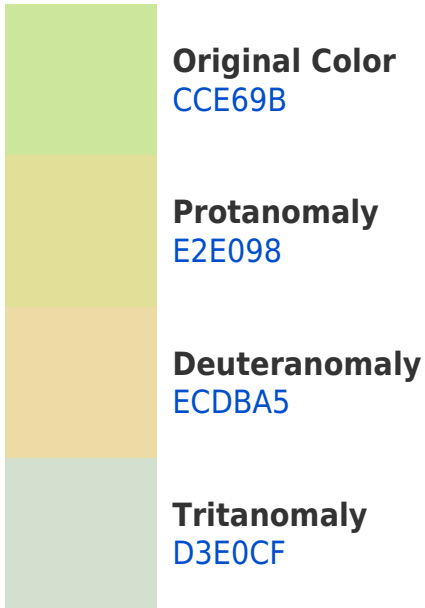 Original Color
CCE69B
Protanomaly
E2E098
Deuteranomaly
ECDBA5
Tritanomaly
D3E0CF